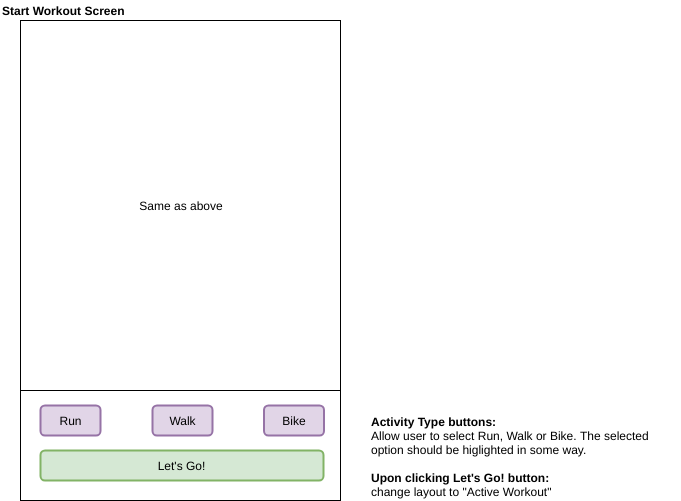 Start Workout Screen
Same as above
Run
Walk
Bike
Let's Go!
Activity Type buttons:
Allow user to select Run, Walk or Bike. The selected
option should be higlighted in some way.
Upon clicking Let's Go! button:
change layout to "Active Workout"